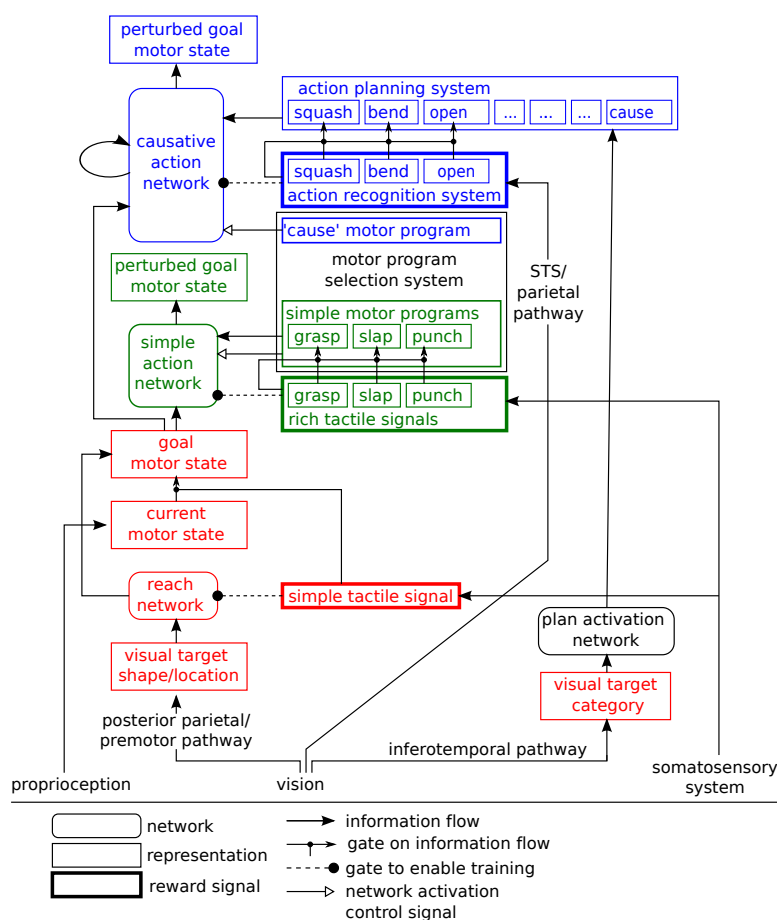 perturbed goal
motor state
action planning system
squash bend open ... ... ... cause
causative
action
network
squash bend open
action recognition system
'cause' motor program
motor program
selection system
STS/
parietal
pathway
perturbed goal
motor state
simple motor programs
grasp slap punch
simple
action
network
grasp slap punch
rich tactile signals
goal
motor state
current
motor state
reach
network
simple tactile signal
plan activation
network
visual target
shape/location
visual target
category
posterior parietal/
premotor pathway
inferotemporal pathway
proprioception
vision
somatosensory
system
network
representation
reward signal
information flow
gate on information flow
gate to enable training
network activation
control signal